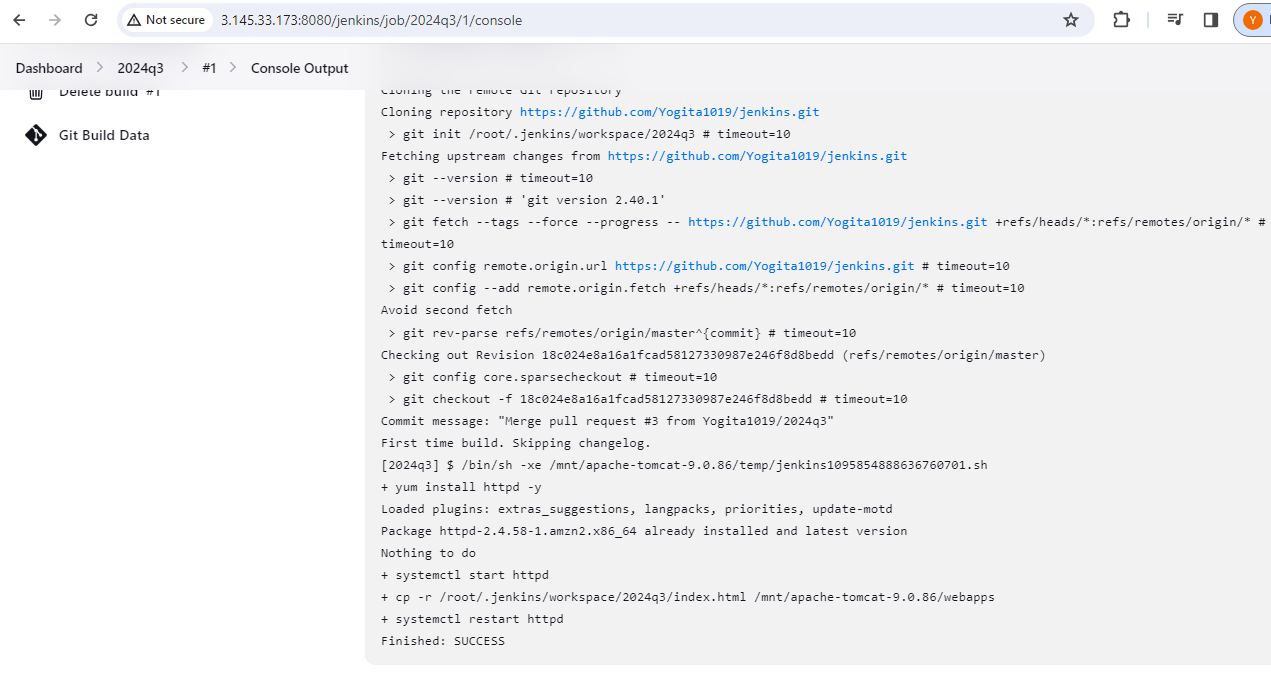 Not secure 3.145.33.173:8080/jenkins/job/2024q3/1/console
Y
Dashboard 2024q3 #1 Console Output
Delete build '#1'
Git Build Data
Cloning the remote Git repository
Cloning repository https://github.com/Yogita1019/jenkins.git
> git init /root/.jenkins/workspace/2024q3 # timeout=10
Fetching upstream changes from https://github.com/Yogita1019/jenkins.git
> git --version # timeout=10
> git --version # 'git version 2.40.1'
> git fetch --tags --force --progress -- https://github.com/Yogita1019/jenkins.git +refs/heads/*:refs/remotes/origin/* #
timeout=10
> git config remote.origin.url https://github.com/Yogita1019/jenkins.git # timeout=10
> git config --add remote.origin.fetch +refs/heads/*:refs/remotes/origin/* # timeout=10
Avoid second fetch
> git rev-parse refs/remotes/origin/master^{commit} # timeout=10
Checking out Revision 18c024e8a16a1fcad58127330987e246f8d8bedd (refs/remotes/origin/master)
> git config core.sparsecheckout # timeout=10
> git checkout -f 18c024e8a16a1fcad58127330987e246f8d8bedd # timeout=10
Commit message: "Merge pull request #3 from Yogita1019/2024q3"
First time build. Skipping changelog.
[2024q3] $ /bin/sh -xe /mnt/apache-tomcat-9.0.86/temp/jenkins1095854888636760701.sh
+ yum install httpd -y
Loaded plugins: extras_suggestions, langpacks, priorities, update-motd
Package httpd-2.4.58-1.amzn2.x86_64 already installed and latest version
Nothing to do
+ systemctl start httpd
+ cp -r /root/.jenkins/workspace/2024q3/index.html /mnt/apache-tomcat-9.0.86/webapps
+ systemctl restart httpd
Finished: SUCCESS